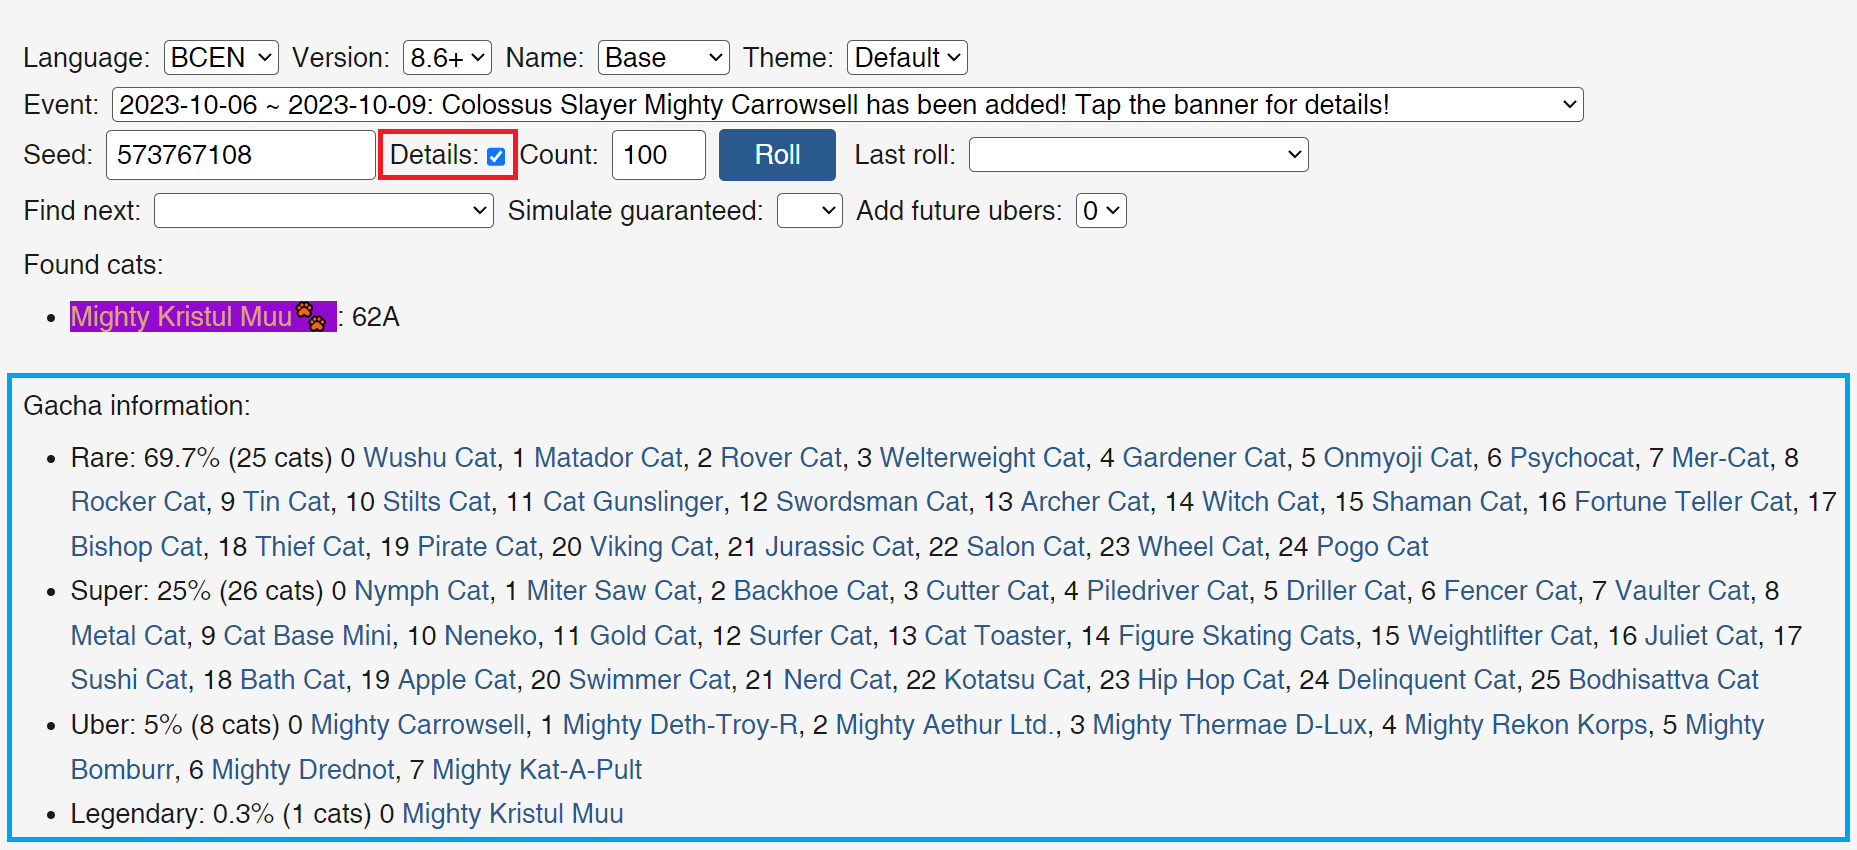 Language: BCEN Version: 8.6+ Name: Base Theme: Default
Event: 2023-10-06 ~ 2023-10-09: Colossus Slayer Mighty Carrowsell has been added! Tap the banner for details!
Seed: 573767108 Details: Count: 100 Roll Last roll:
Find next: Simulate guaranteed: Add future ubers: 0
Found cats:
• Mighty Kristul Muu🐾 : 62A
Gacha information:
• Rare: 69.7% (25 cats) 0 Wushu Cat, 1 Matador Cat, 2 Rover Cat, 3 Welterweight Cat, 4 Gardener Cat, 5 Onmyoji Cat, 6 Psychocat, 7 Mer-Cat, 8
Rocker Cat, 9 Tin Cat, 10 Stilts Cat, 11 Cat Gunslinger, 12 Swordsman Cat, 13 Archer Cat, 14 Witch Cat, 15 Shaman Cat, 16 Fortune Teller Cat, 17
Bishop Cat, 18 Thief Cat, 19 Pirate Cat, 20 Viking Cat, 21 Jurassic Cat, 22 Salon Cat, 23 Wheel Cat, 24 Pogo Cat
• Super: 25% (26 cats) 0 Nymph Cat, 1 Miter Saw Cat, 2 Backhoe Cat, 3 Cutter Cat, 4 Piledriver Cat, 5 Driller Cat, 6 Fencer Cat, 7 Vaulter Cat, 8
Metal Cat, 9 Cat Base Mini, 10 Neneko, 11 Gold Cat, 12 Surfer Cat, 13 Cat Toaster, 14 Figure Skating Cats, 15 Weightlifter Cat, 16 Juliet Cat, 17
Sushi Cat, 18 Bath Cat, 19 Apple Cat, 20 Swimmer Cat, 21 Nerd Cat, 22 Kotatsu Cat, 23 Hip Hop Cat, 24 Delinquent Cat, 25 Bodhisattva Cat
• Uber: 5% (8 cats) 0 Mighty Carrowsell, 1 Mighty Deth-Troy-R, 2 Mighty Aethur Ltd., 3 Mighty Thermae D-Lux, 4 Mighty Rekon Korps, 5 Mighty
Bomburr, 6 Mighty Drednot, 7 Mighty Kat-A-Pult
• Legendary: 0.3% (1 cats) 0 Mighty Kristul Muu